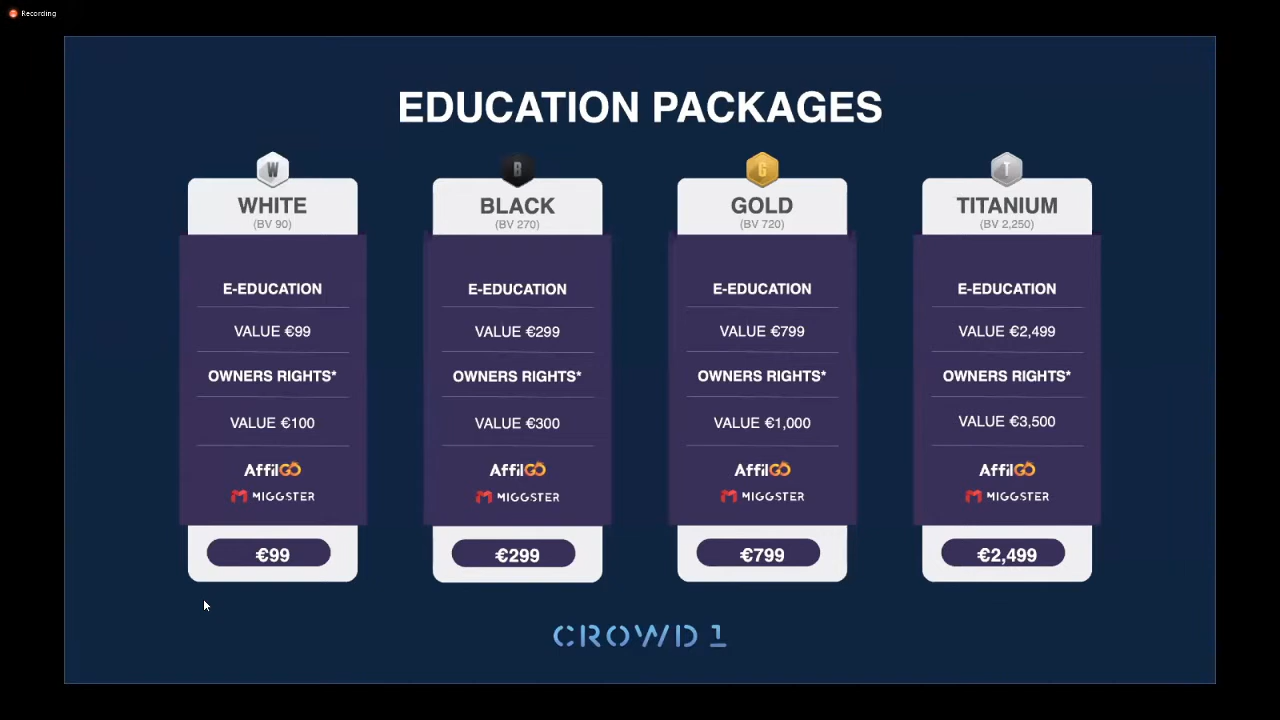 Recording
EDUCATION PACKAGES
W
WHITE
(BV 90)
E-EDUCATION
VALUE €99
OWNERS RIGHTS*
VALUE €100
AffilGO
MIGGSTER
€99
B
BLACK
(BV 270)
E-EDUCATION
VALUE €299
OWNERS RIGHTS*
VALUE €300
AffilGO
MIGGSTER
€299
G
GOLD
(BV 720)
E-EDUCATION
VALUE €799
OWNERS RIGHTS*
VALUE €1,000
AffilGO
MIGGSTER
€799
T
TITANIUM
(BV 2,250)
E-EDUCATION
VALUE €2,499
OWNERS RIGHTS*
VALUE €3,500
AffilGO
MIGGSTER
€2,499
CROWD 1